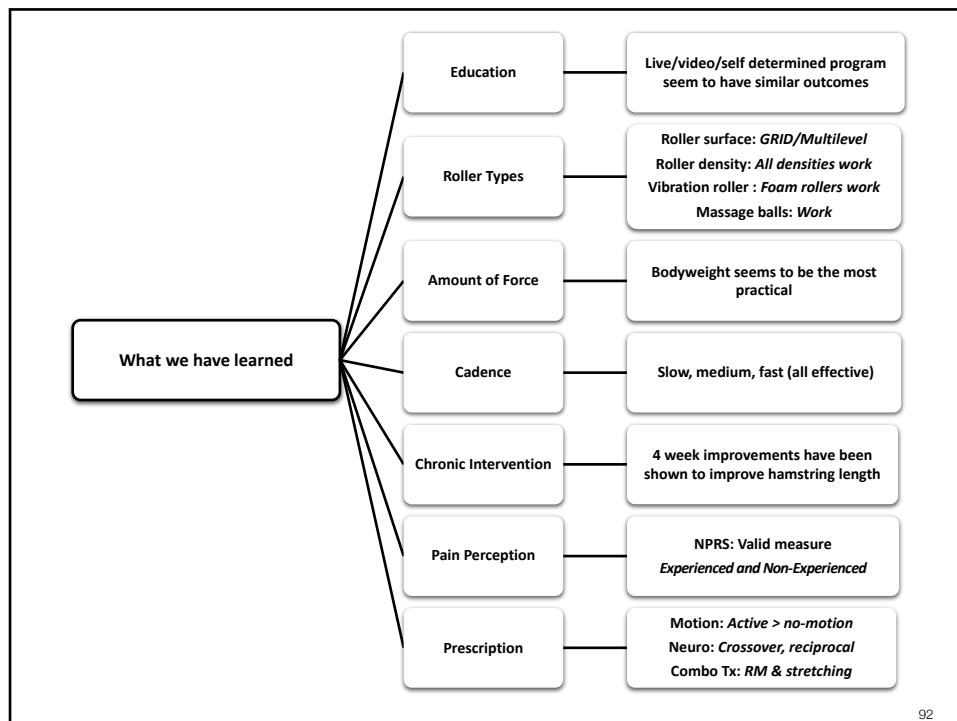 What we have learned
Education
Live/video/self determined program
seem to have similar outcomes
Roller Types
Roller surface: GRID/Multilevel
Roller density: All densities work
Vibration roller : Foam rollers work
Massage balls: Work
Amount of Force
Bodyweight seems to be the most
practical
Cadence
Slow, medium, fast (all effective)
Chronic Intervention
4 week improvements have been
shown to improve hamstring length
Pain Perception
NPRS: Valid measure
Experienced and Non-Experienced
Prescription
Motion: Active > no-motion
Neuro: Crossover, reciprocal
Combo Tx: RM & stretching
92